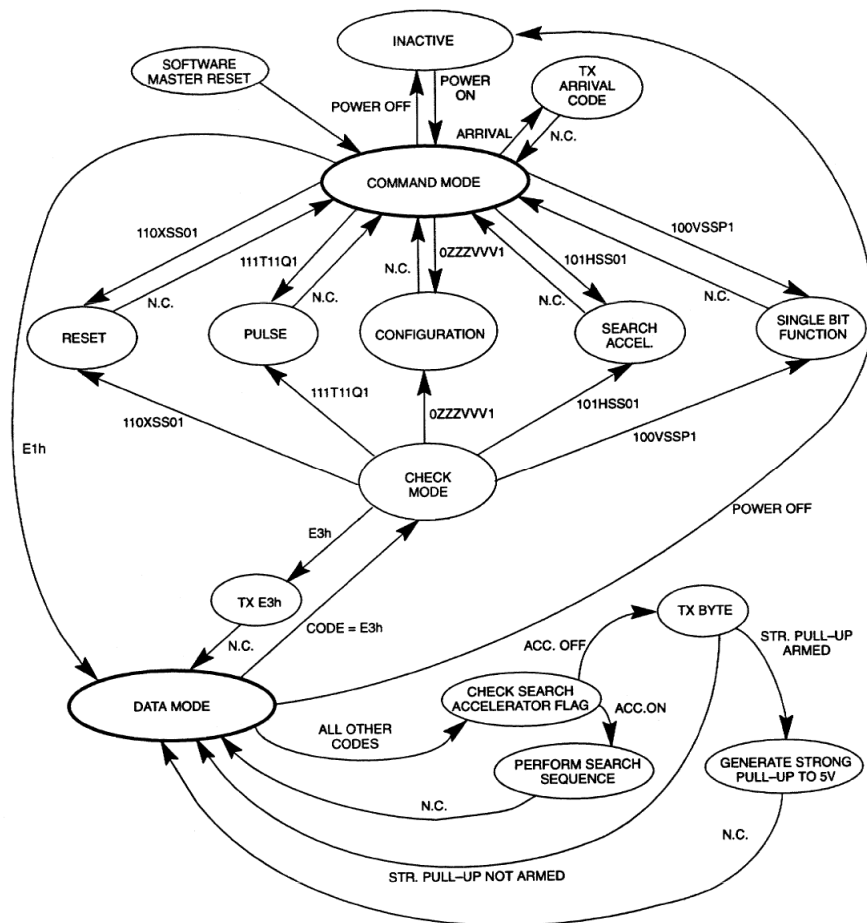 INACTIVE
SOFTWARE
MASTER RESET
TX
ARRIVAL
CODE
POWER OFF
POWER
ON
ARRIVAL
N.C.
COMMAND MODE
110XSS01
111T11Q1
0ZZZVVV1
101HSS01
100VSSP1
N.C.
N.C.
N.C.
N.C.
N.C.
RESET
PULSE
CONFIGURATION
SEARCH
ACCEL.
SINGLE BIT
FUNCTION
110XSS01
111T11Q1
0ZZZVVV1
101HSS01
100VSSP1
E1h
CHECK
MODE
POWER OFF
E3h
TX E3h
CODE = E3h
N.C.
TX BYTE
ACC. OFF
STR. PULL–UP
ARMED
DATA MODE
ALL OTHER
CODES
CHECK SEARCH
ACCELERATOR FLAG
ACC.ON
PERFORM SEARCH
SEQUENCE
GENERATE STRONG
PULL–UP TO 5V
N.C.
N.C.
STR. PULL–UP NOT ARMED